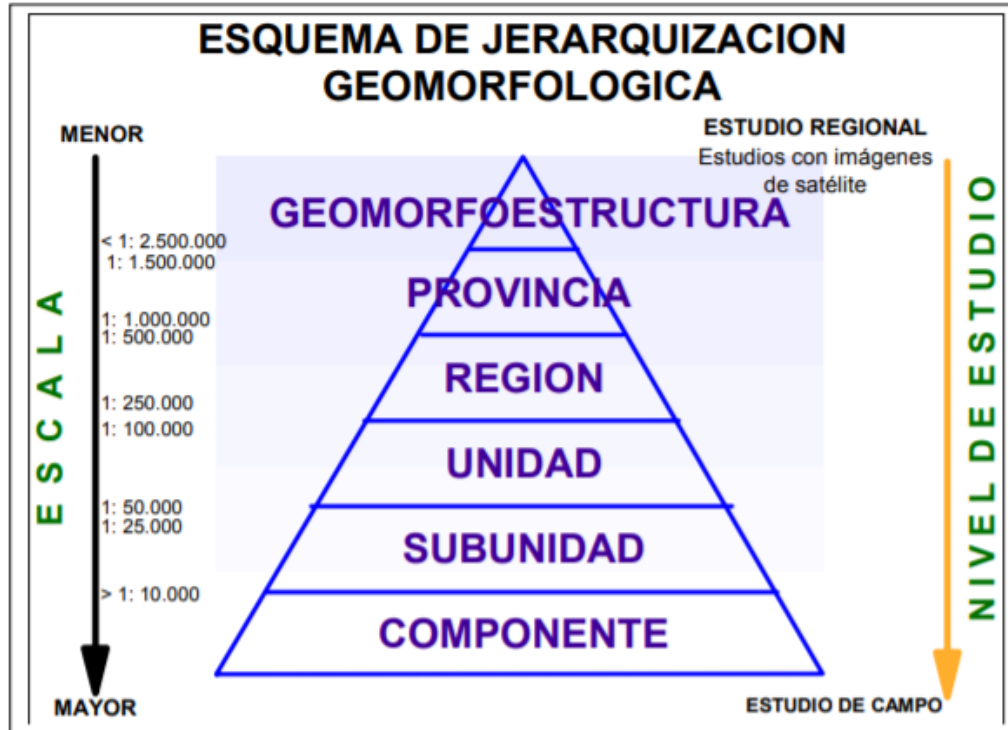 ESQUEMA DE JERARQUIZACION
GEOMORFOLOGICA
MENOR
ESTUDIO REGIONAL
Estudios con imágenes
de satélite
GEOMORFOESTRUCTURA
< 1: 2.500.000
1: 1.500.000
PROVINCIA
1: 1.000.000
1: 500.000
REGION
1: 250.000
1: 100.000
UNIDAD
1: 50.000
1: 25.000
SUBUNIDAD
> 1: 10.000
COMPONENTE
MAYOR
ESTUDIO DE CAMPO
ESCALA
NIVEL DE ESTUDIO